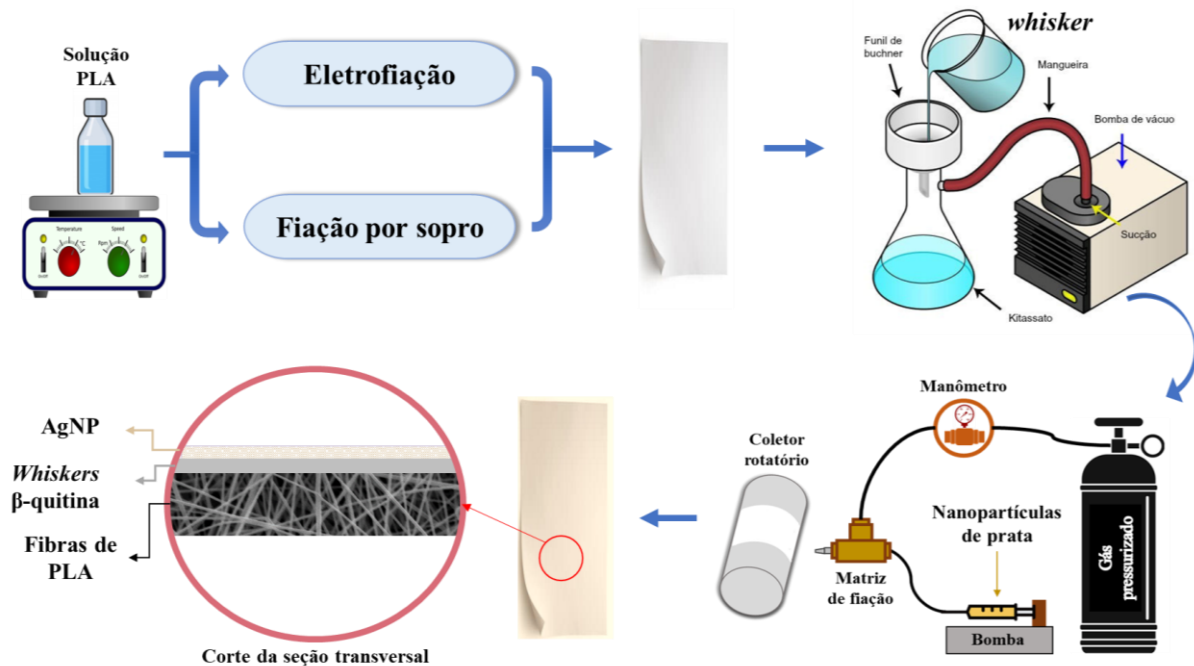 Solução
PLA
Temperature
°C
Speed
Rpm
Eletrofiação
Fiação por sopro
whisker
Funil de
buchner
Mangueira
Bomba de vácuo
Sucção
Kitassato
Manômetro
Coletor
rotatório
Matriz
de fiação
Nanopartículas
de prata
Bomba
Gás
pressurizado
AgNP
Whiskers
β-quitina
Fibras de
PLA
Corte da seção transversal